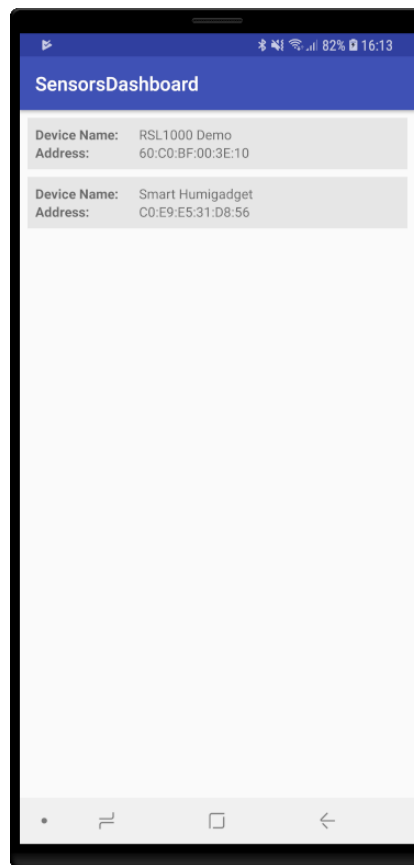 82% 16:13
SensorsDashboard
Device Name: RSL1000 Demo
Address: 60:C0:BF:00:3E:10
Device Name: Smart Humigadget
Address: C0:E9:E5:31:D8:56